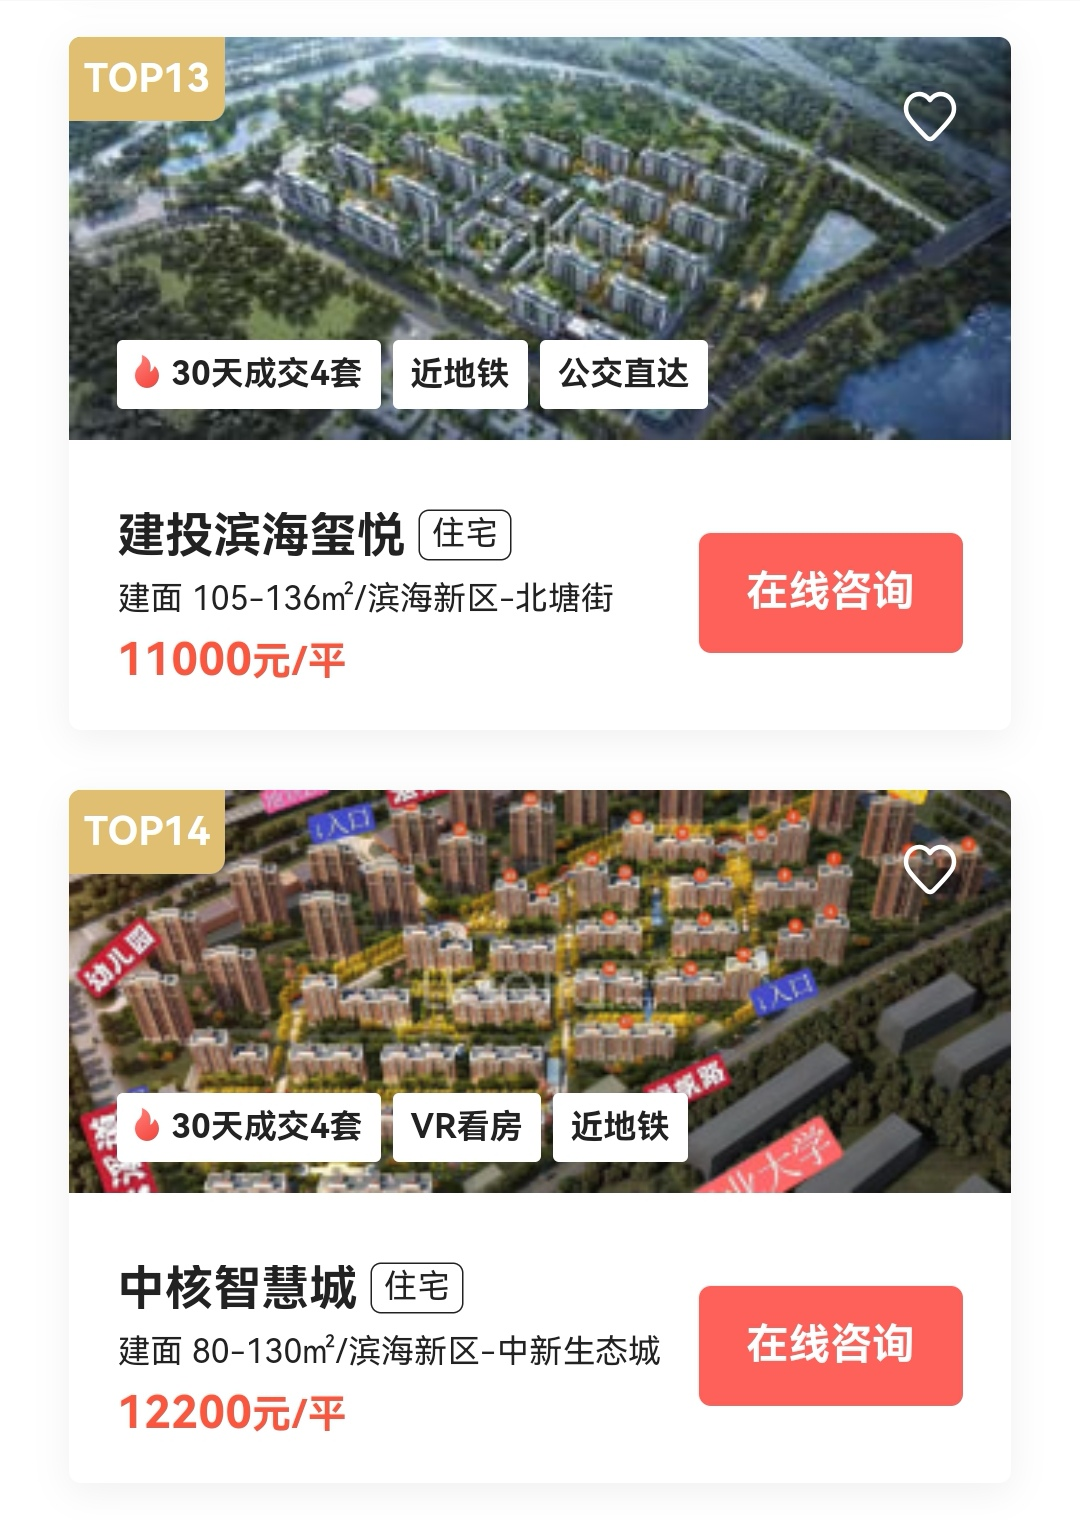 TOP13
30天成交4套 近地铁 公交直达
建投滨海玺悦 住宅
建面 105-136㎡/滨海新区-北塘街
11000元/平
在线咨询
TOP14
入口
幼儿园
入口
30天成交4套 VR看房 近地铁
业大学
中核智慧城 住宅
建面 80-130㎡/滨海新区-中新生态城
12200元/平
在线咨询